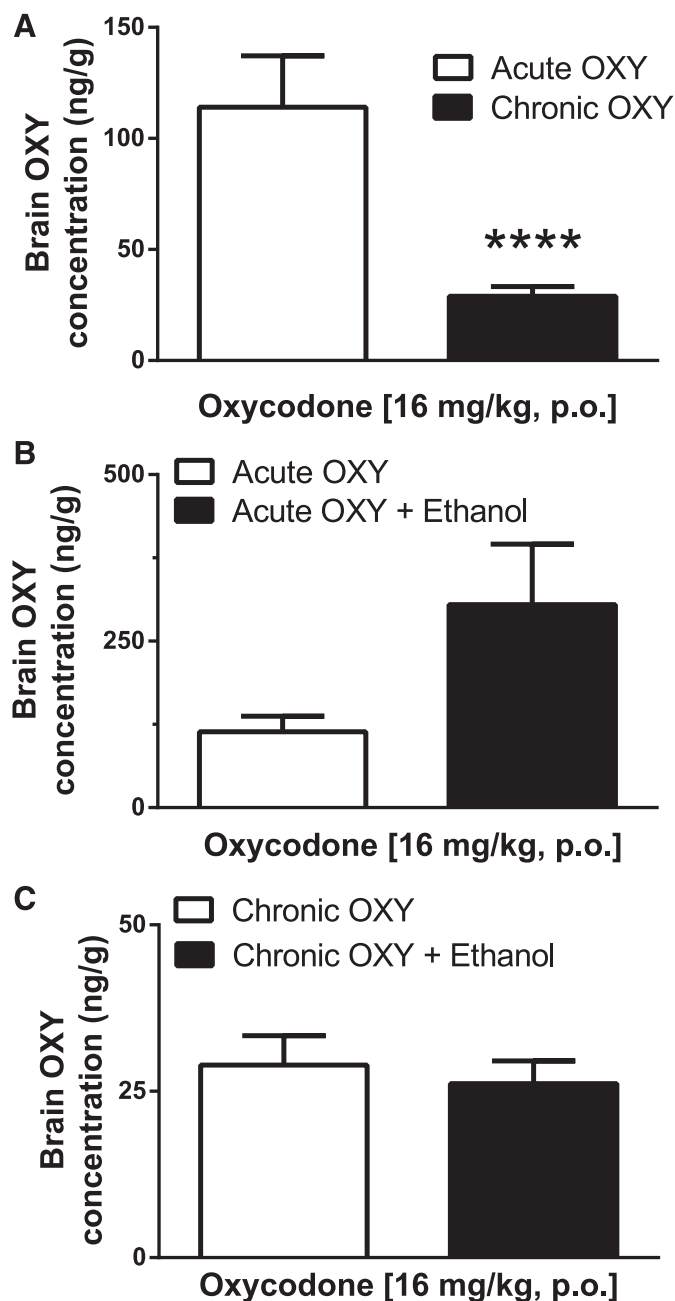 A
Brain OXY
concentration (ng/g)
150
100
50
0
Acute OXY
Chronic OXY
****
Oxycodone [16 mg/kg, p.o.]
B
Brain OXY
concentration (ng/g)
500
250
0
Acute OXY
Acute OXY + Ethanol
Oxycodone [16 mg/kg, p.o.]
C
Brain OXY
concentration (ng/g)
50
25
0
Chronic OXY
Chronic OXY + Ethanol
Oxycodone [16 mg/kg, p.o.]